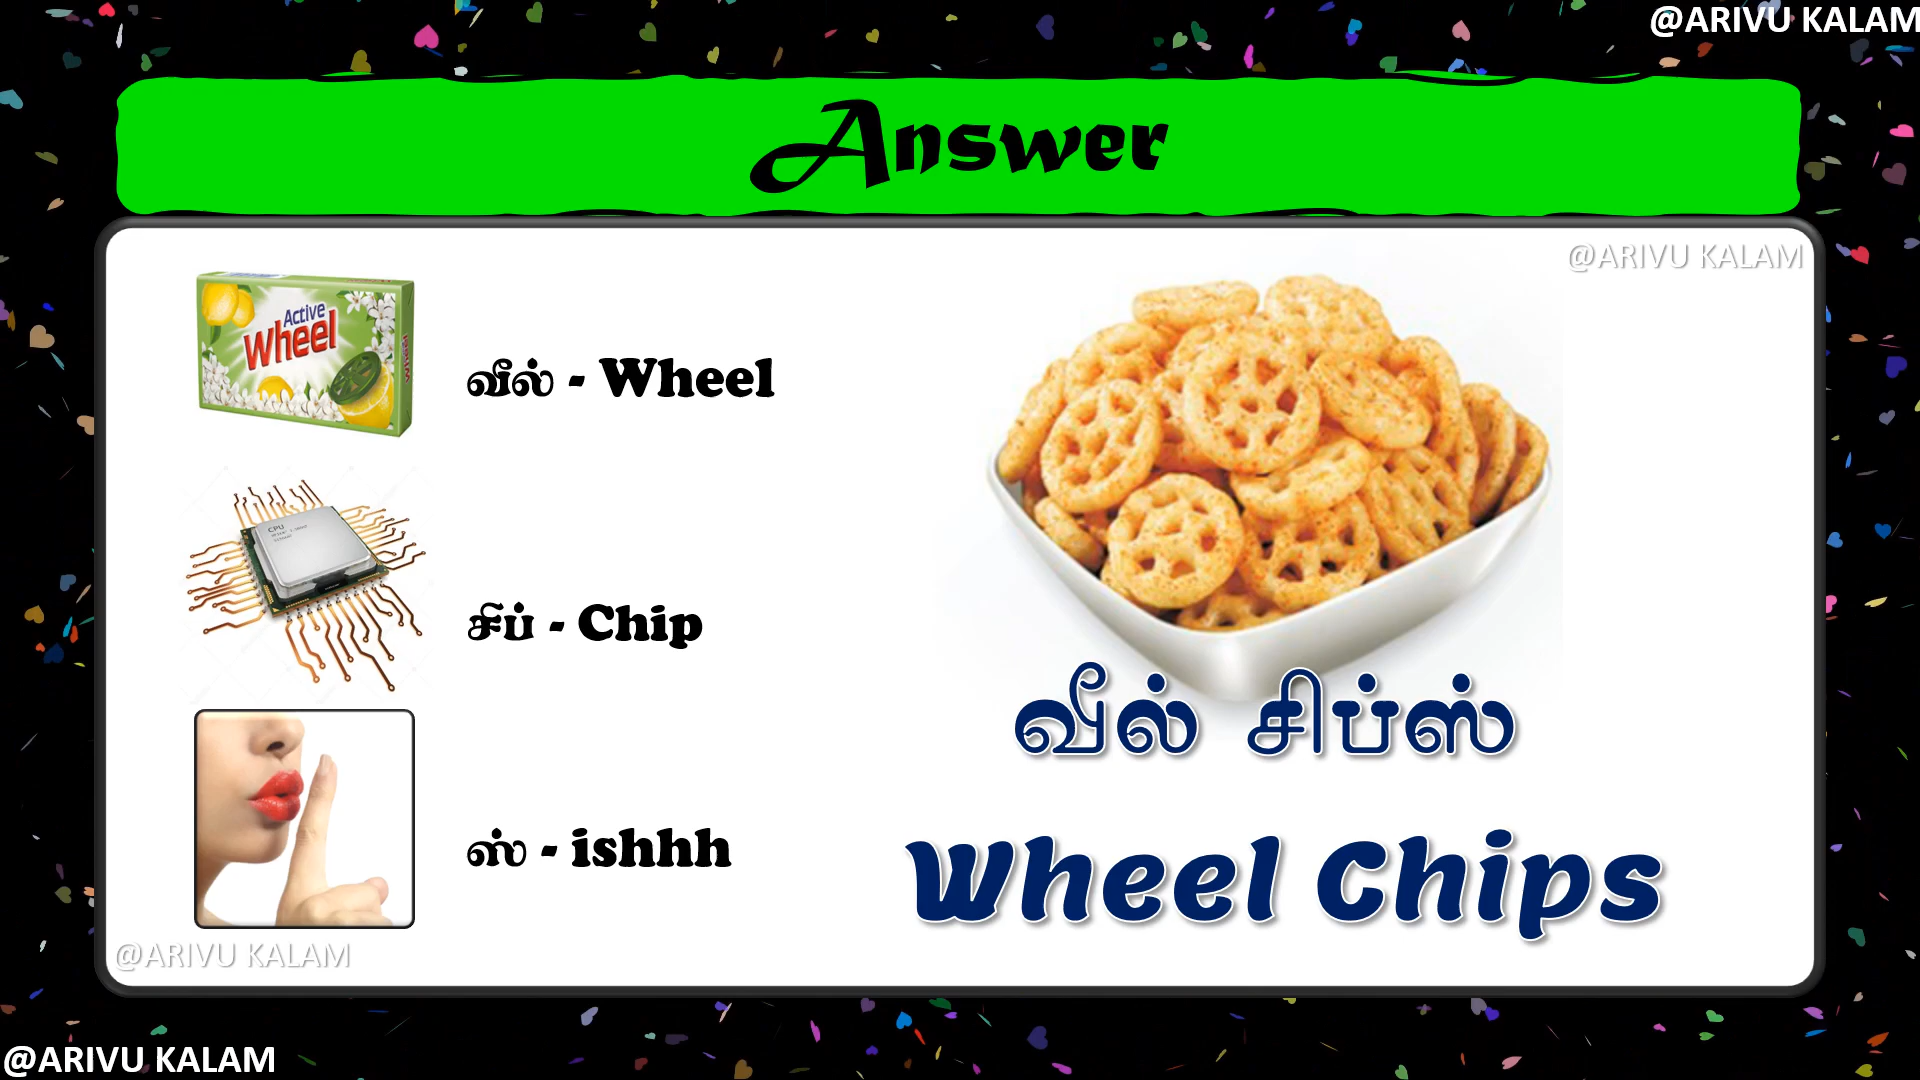 @ARIVU KALAM
Answer
@ARIVU KALAM
Active
Wheel
வீல் - Wheel
CPU
சிப் - Chip
ஸ் - ishhh
வீல் சிப்ஸ்
Wheel Chips
@ARIVU KALAM
@ARIVU KALAM